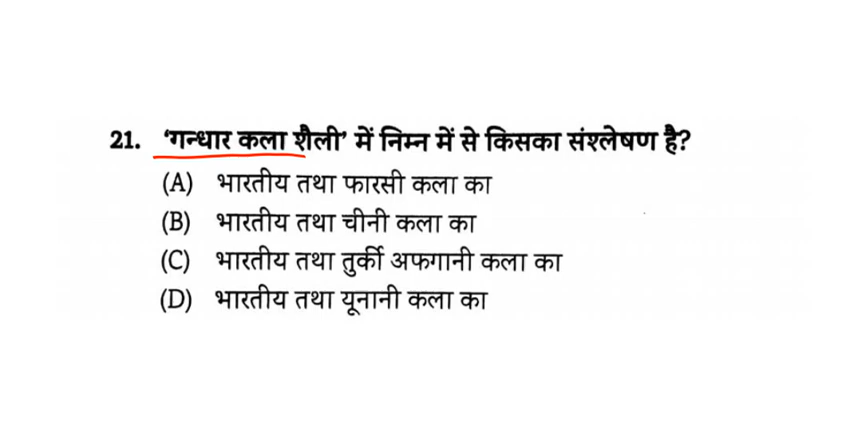 21. ‘गन्धार कला शैली’ में निम्न में से किसका संश्लेषण है?
(A) भारतीय तथा फारसी कला का
(B) भारतीय तथा चीनी कला का
(C) भारतीय तथा तुर्की अफगानी कला का
(D) भारतीय तथा यूनानी कला का